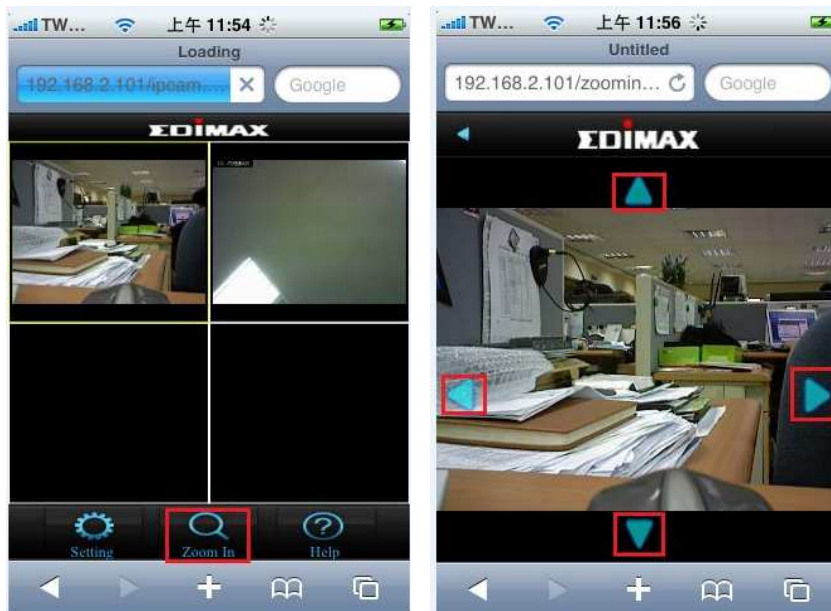 TW... 上午 11:54
Loading
192.168.2.101/ipcam.... Google
EDIMAX
Setting Zoom In Help
TW... 上午 11:56
Untitled
192.168.2.101/zoomin... Google
EDIMAX